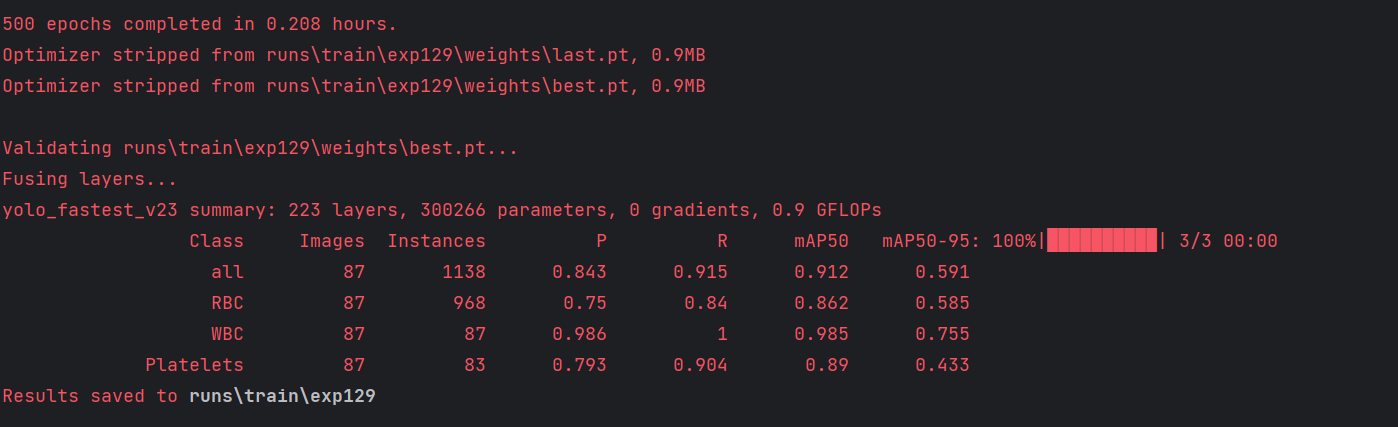 500 epochs completed in 0.208 hours.
Optimizer stripped from runs\train\exp129\weights\last.pt, 0.9MB
Optimizer stripped from runs\train\exp129\weights\best.pt, 0.9MB
Validating runs\train\exp129\weights\best.pt...
Fusing layers...
yolo_fastest_v23 summary: 223 layers, 300266 parameters, 0 gradients, 0.9 GFLOPs
Class Images Instances P R mAP50 mAP50-95: 100%|██████████| 3/3 00:00
all 87 1138 0.843 0.915 0.912 0.591
RBC 87 968 0.75 0.84 0.862 0.585
WBC 87 87 0.986 1 0.985 0.755
Platelets 87 83 0.793 0.904 0.89 0.433
Results saved to runs\train\exp129